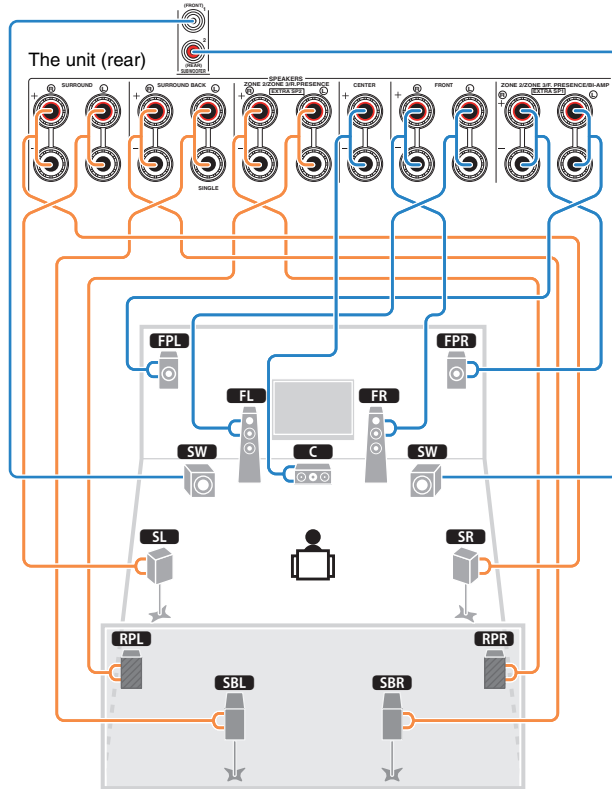 (FRONT) 1
2
(REAR)
SUBWOOFER
The unit (rear)
SPEAKERS
SURROUND
SURROUND BACK
ZONE 2/ZONE 3/R.PRESENCE
EXTRA SP2
CENTER
FRONT
ZONE 2/ZONE 3/F. PRESENCE/BI-AMP
EXTRA SP1
R L R L R L R L R L
+ + + + + +
- - - - - -
SINGLE
FPL FPR
FL FR
SW C SW
SL SR
RPL RPR
SBL SBR